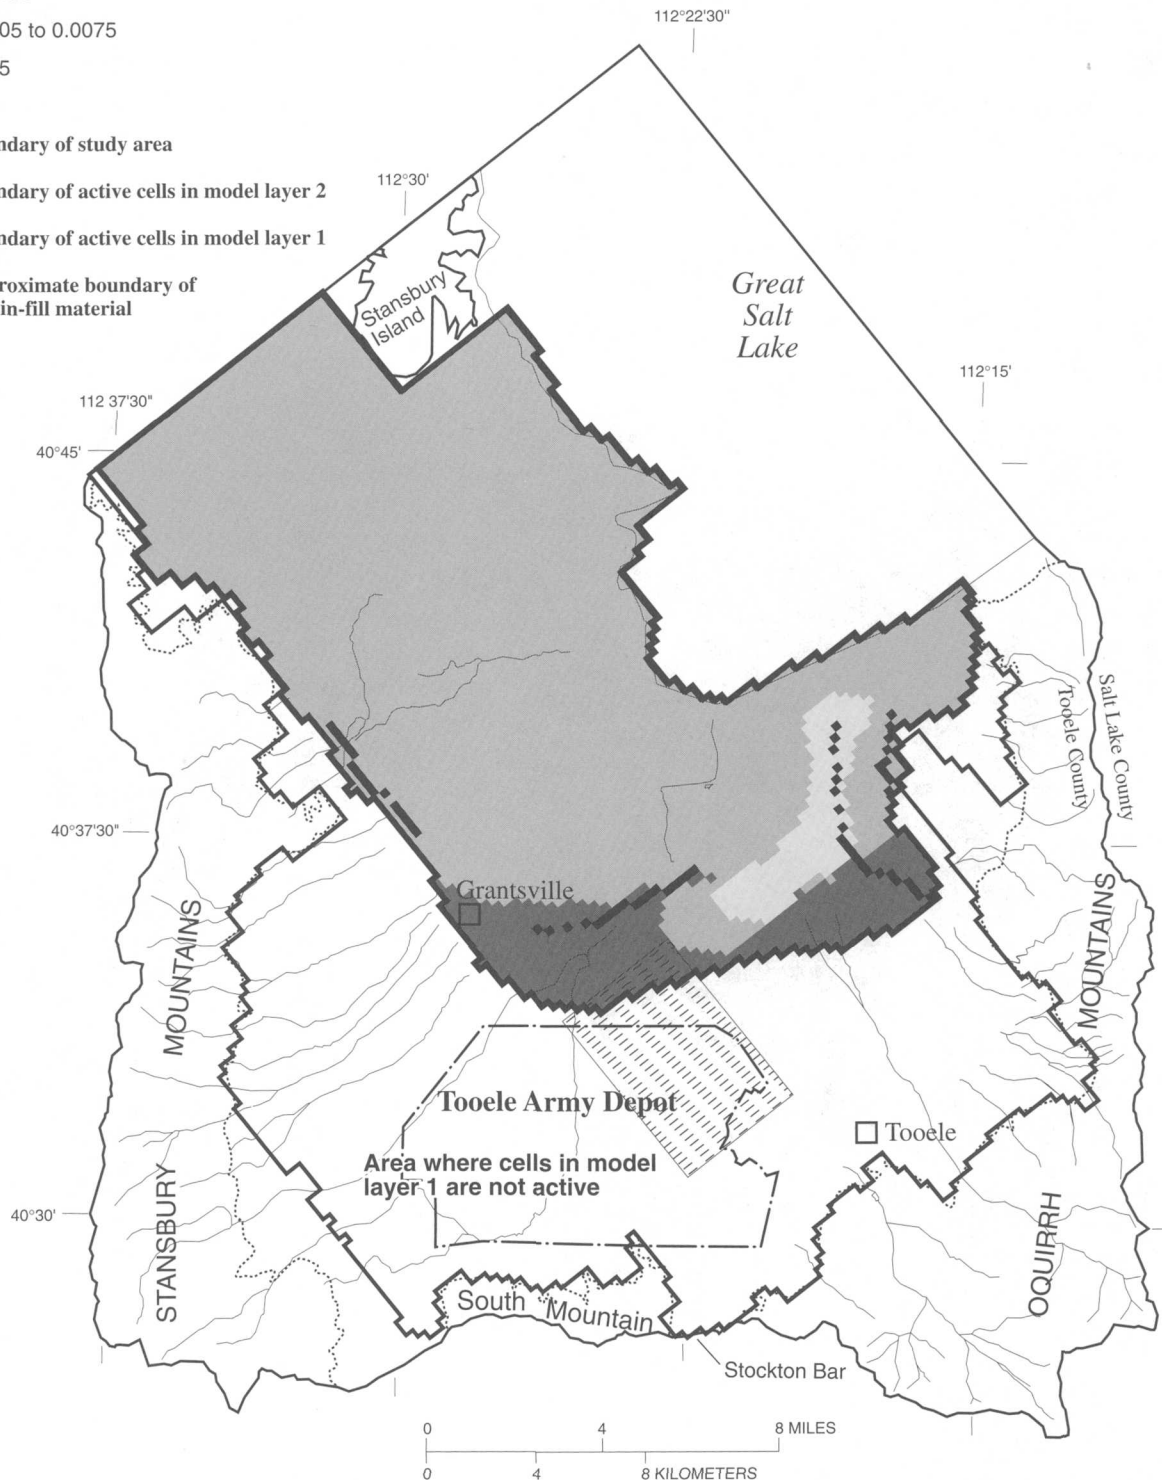 112°22'30"
05 to 0.0075
5
ndary of study area
112°30'
ndary of active cells in model layer 2
ndary of active cells in model layer 1
roximate boundary of
in-fill material
Stansbury
Island
Great
Salt
Lake
112°15'
112 37'30"
40°45'
Salt Lake County
Tooele County
40°37'30"
Grantsville
MOUNTAINS
MOUNTAINS
Tooele Army Depot
Tooele
Area where cells in model
layer 1 are not active
40°30'
STANSBURY
OQUIRRH
South Mountain
Stockton Bar
0 4 8 MILES
0 4 8 KILOMETERS